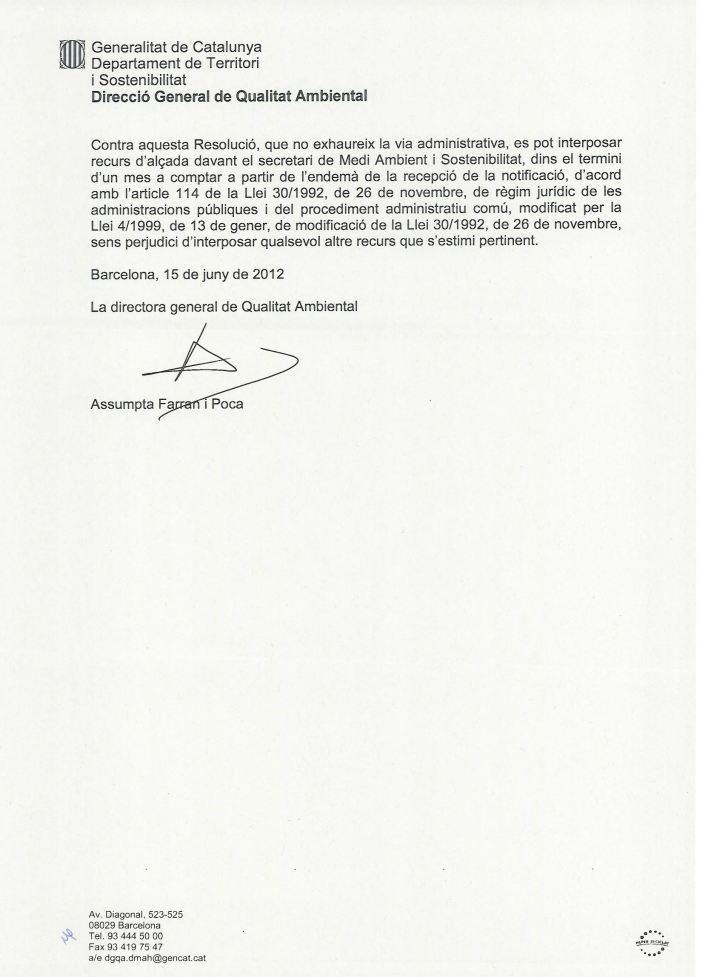 Generalitat de Catalunya
Departament de Territori
i Sostenibilitat
Direcció General de Qualitat Ambiental
Contra aquesta Resolució, que no exhaureix la via administrativa, es pot interposar
recurs d'alçada davant el secretari de Medi Ambient i Sostenibilitat, dins el termini
d'un mes a comptar a partir de l'endemà de la recepció de la notificació, d'acord
amb l'article 114 de la Llei 30/1992, de 26 de novembre, de règim jurídic de les
administracions públiques i del procediment administratiu comú, modificat per la
Llei 4/1999, de 13 de gener, de modificació de la Llei 30/1992, de 26 de novembre,
sens perjudici d'interposar qualsevol altre recurs que s'estimi pertinent.
Barcelona, 15 de juny de 2012
La directora general de Qualitat Ambiental
Assumpta Farran i Poca
Av. Diagonal, 523-525
08029 Barcelona
Tel. 93 444 50 00
Fax 93 419 75 47
a/e dgqa.dmah@gencat.cat